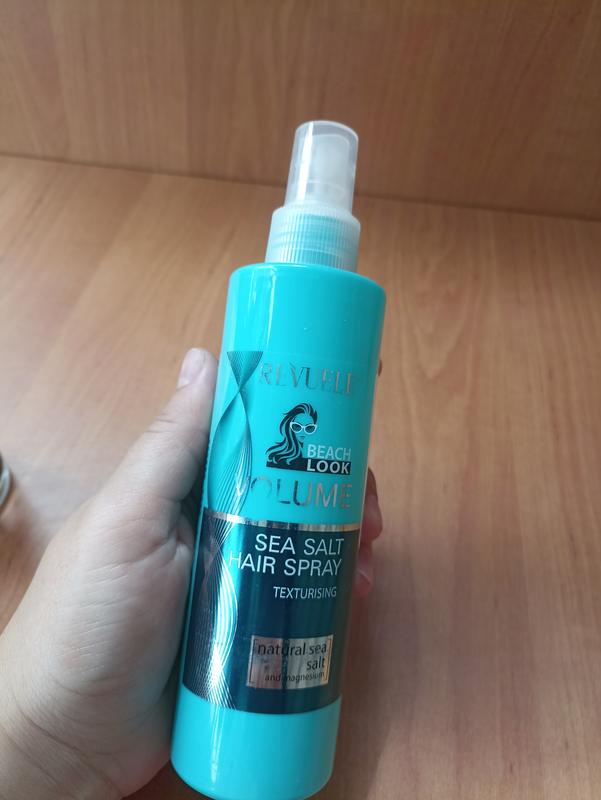 REVUELE
BEACH
LOOK
VOLUME
SEA SALT
HAIR SPRAY
TEXTURISING
natural sea
salt
and magnesium